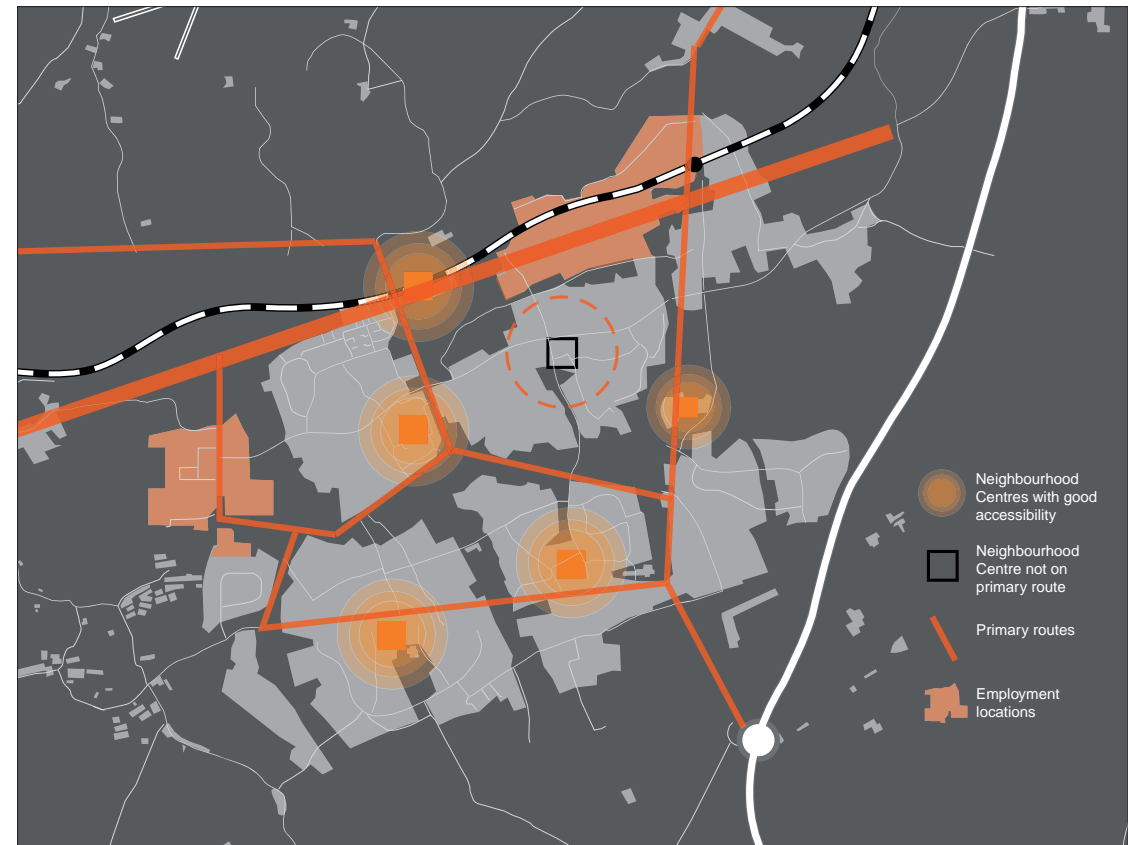 Neighbourhood
Centres with good
accessibility
Neighbourhood
Centre not on
primary route
Primary routes
Employment
locations